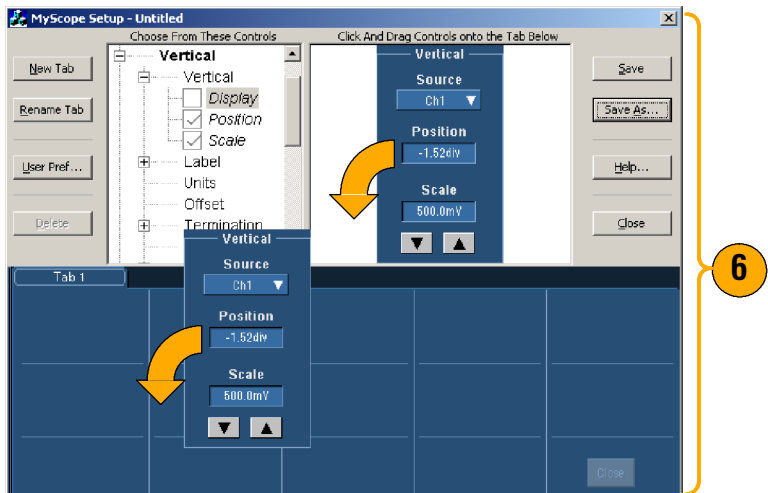 MyScope Setup - Untitled
Choose From These Controls
Click And Drag Controls onto the Tab Below
New Tab
Rename Tab
User Pref...
Delete
Vertical
Vertical
Display
Position
Scale
Label
Units
Offset
Termination
Vertical
Source
Ch1
Position
-1.52div
Scale
500.0mV
Save
Save As...
Help...
Close
6
Tab 1
Vertical
Source
Ch1
Position
-1.52div
Scale
500.0mV
Close